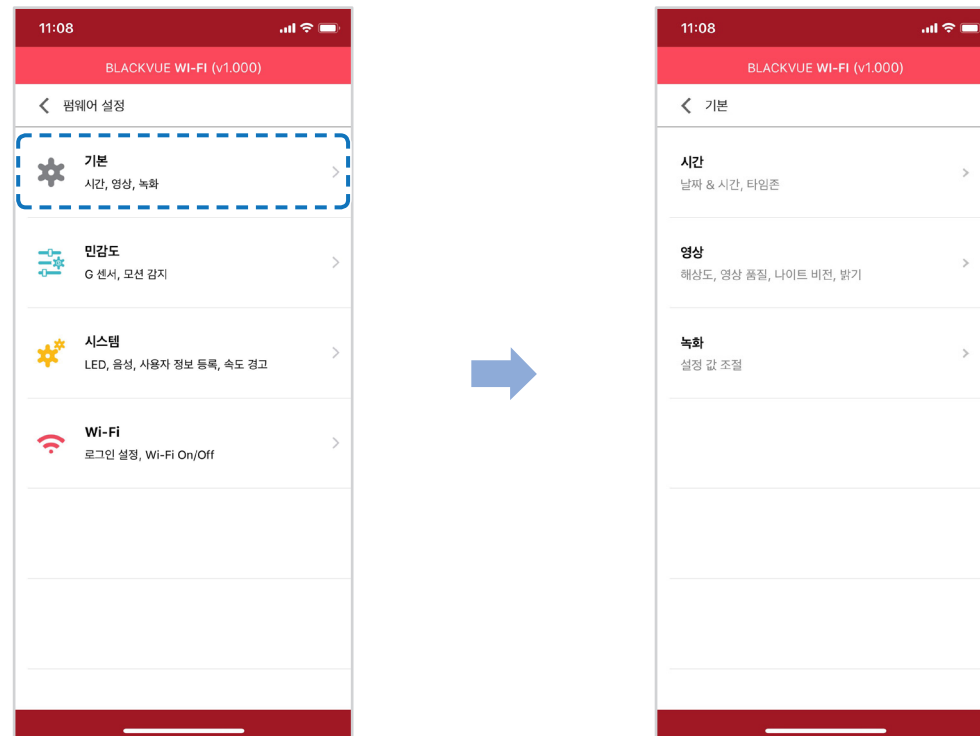 11:08
BLACKVUE WI-FI (v1.000)
펌웨어 설정
기본
시간, 영상, 녹화
민감도
G 센서, 모션 감지
시스템
LED, 음성, 사용자 정보 등록, 속도 경고
Wi-Fi
로그인 설정, Wi-Fi On/Off
11:08
BLACKVUE WI-FI (v1.000)
기본
시간
날짜 & 시간, 타임존
영상
해상도, 영상 품질, 나이트 비전, 밝기
녹화
설정 값 조절